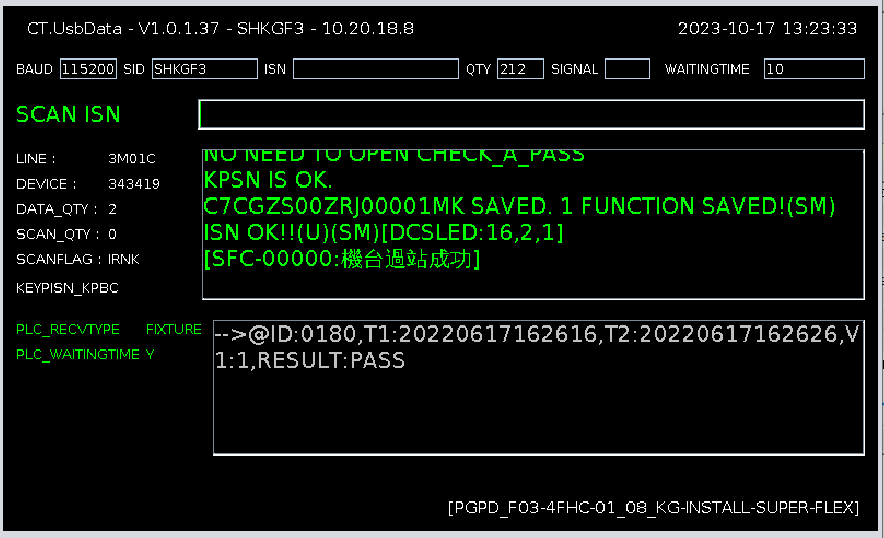 CT.UsbData - V1.0.1.37 - SHKGF3 - 10.20.18.8 2023-10-17 13:23:33
BAUD 115200 SID SHKGF3 ISN QTY 212 SIGNAL WAITINGTIME 10
SCAN ISN
LINE : 3M01C
DEVICE : 343419
DATA_QTY : 2
SCAN_QTY : 0
SCANFLAG : IRNK
KEYPISN_KPBC
NO NEED TO OPEN CHECK_A_PASS
KPSN IS OK.
C7CGZS00ZRJ00001MK SAVED. 1 FUNCTION SAVED!(SM)
ISN OK!!(U)(SM)[DCSLED:16,2,1]
[SFC-00000:機台過站成功]
PLC_RECVTYPE FIXTURE
PLC_WAITINGTIME Y
-->@ID:0180,T1:20220617162616,T2:20220617162626,V
1:1,RESULT:PASS
[PGPD_F03-4FHC-01_08_KG-INSTALL-SUPER-FLEX]